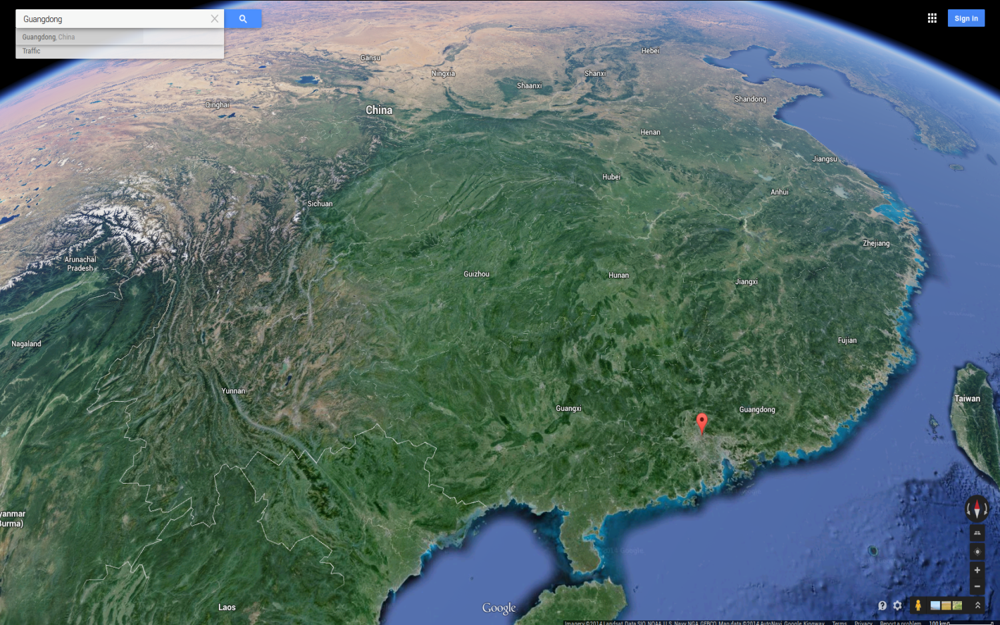 Guangdong
Sign in
Guangdong, China
Traffic
Hebei
Gansu
Ningxia
Shanxi
Shaanxi
Shandong
Qinghai
China
Henan
Jiangsu
Hubei
Anhui
Sichuan
Zhejiang
Arunachal
Pradesh
Guizhou
Hunan
Jiangxi
Nagaland
Fujian
Yunnan
Taiwan
Guangxi
Guangdong
yanmar
Burma)
Laos
Google
Imagery ©2014 Landsat, Data SIO, NOAA, U.S. Navy, NGA, GEBCO, Map data ©2014 AutoNavi, Google, Kingway Terms Privacy Report a problem 100 km